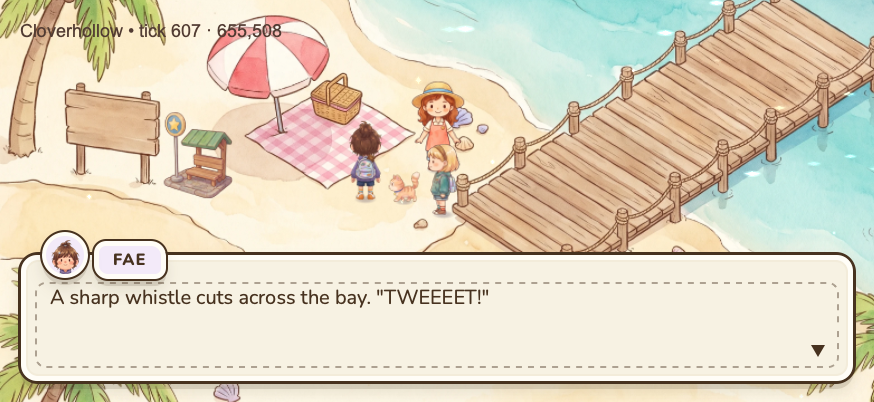 Cloverhollow • tick 607 · 655,508
FAE
A sharp whistle cuts across the bay. "TWEEEET!"